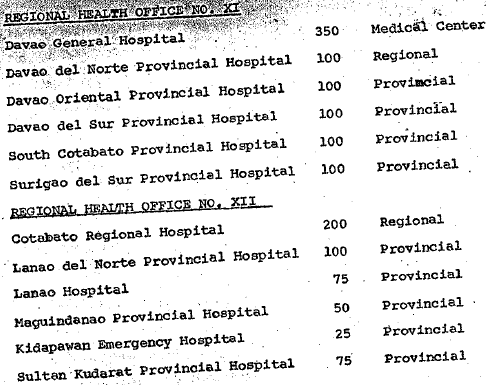 REGIONAL HEALTH OFFICE NO. XI
Davao General Hospital 350 Medical Center
Davao del Norte Provincial Hospital 100 Regional
Davao Oriental Provincial Hospital 100 Provincial
Davao del Sur Provincial Hospital 100 Provincial
South Cotabato Provincial Hospital 100 Provincial
Surigao del Sur Provincial Hospital 100 Provincial
REGIONAL HEALTH OFFICE NO. XII
Cotabato Regional Hospital 200 Regional
Lanao del Norte Provincial Hospital 100 Provincial
Lanao Hospital 75 Provincial
Maguindanao Provincial Hospital 50 Provincial
Kidapawan Emergency Hospital 25 Provincial
Sultan Kudarat Provincial Hospital 75 Provincial